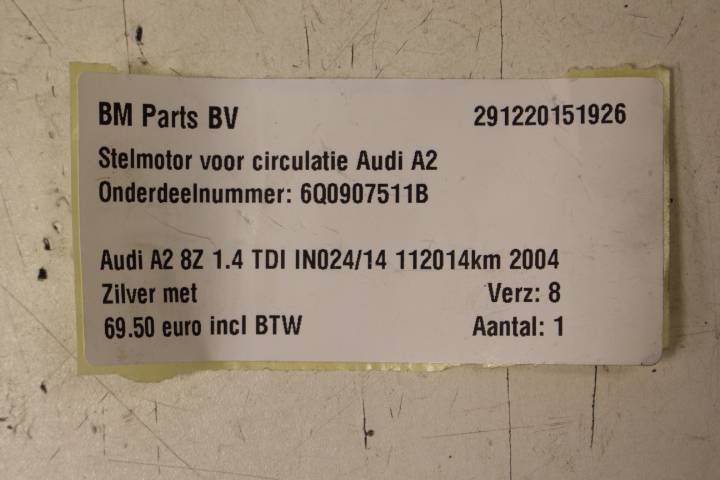 BM Parts BV 291220151926
Stelmotor voor circulatie Audi A2
Onderdeelnummer: 6Q0907511B
Audi A2 8Z 1.4 TDI IN024/14 112014km 2004
Zilver met Verz: 8
69.50 euro incl BTW Aantal: 1